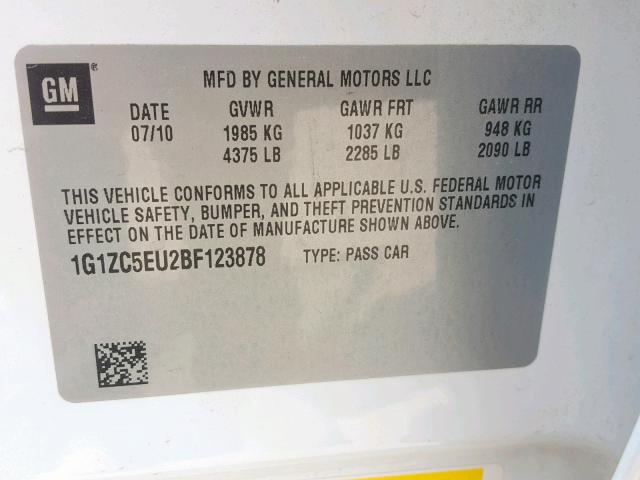 GM ®
MFD BY GENERAL MOTORS LLC
DATE GVWR GAWR FRT GAWR RR
07/10 1985 KG 1037 KG 948 KG
4375 LB 2285 LB 2090 LB
THIS VEHICLE CONFORMS TO ALL APPLICABLE U.S. FEDERAL MOTOR
VEHICLE SAFETY, BUMPER, AND THEFT PREVENTION STANDARDS IN
EFFECT ON THE DATE OF MANUFACTURE SHOWN ABOVE.
1G1ZC5EU2BF123878 TYPE: PASS CAR